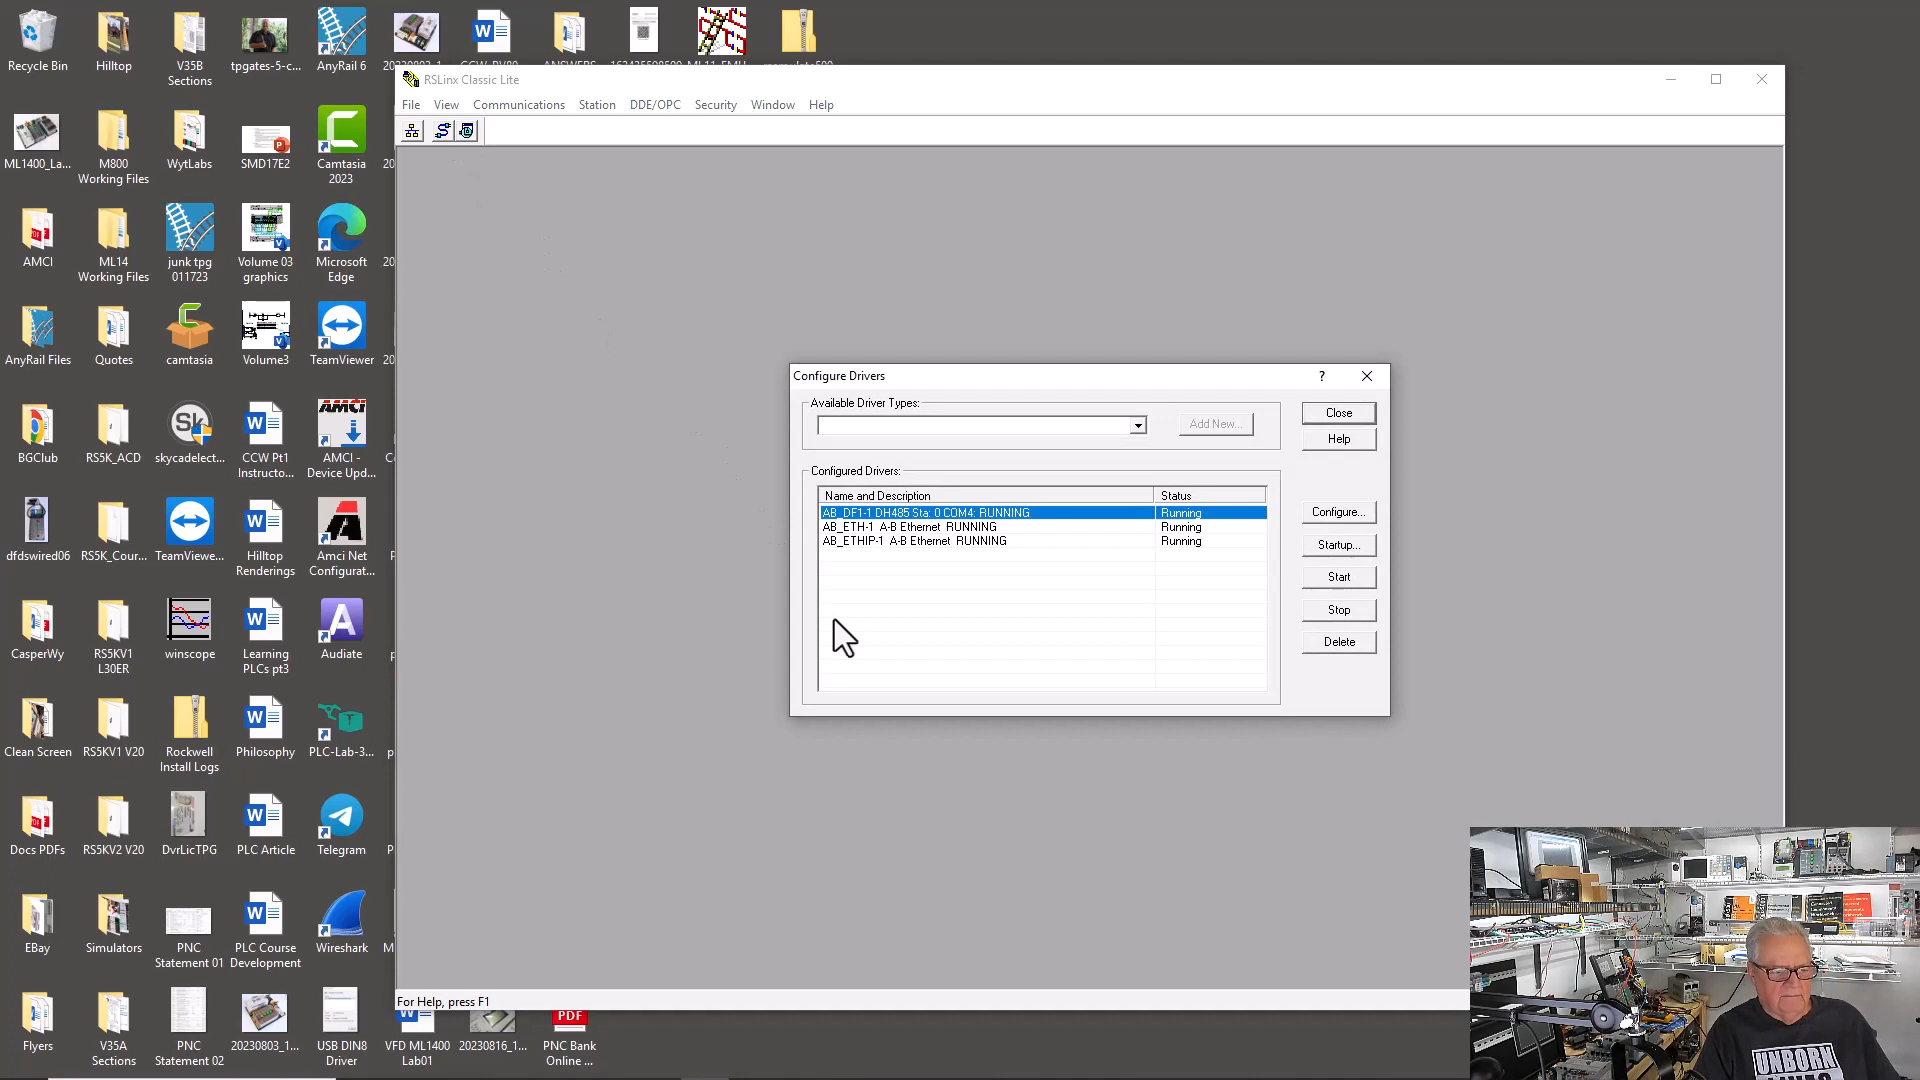 Recycle Bin
Hilltop
V35B
Sections
tpgates-5-c...
AnyRail 6
20230803_1
CCW_PV80
ANSWERS
ML11_EMU
RSLinx Classic Lite
File View Communications Station DDE/OPC Security Window Help
ML1400_La...
M800
Working Files
WytLabs
SMD17E2
Camtasia
2023
20
AMCI
ML14
Working Files
junk tpg
011723
Volume 03
graphics
Microsoft
Edge
20
AnyRail Files
Quotes
camtasia
Volume3
TeamViewer
20
Configure Drivers
Available Driver Types:
Add New...
Close
Help
Configured Drivers:
Name and Description Status
AB_DF1-1 DH485 Sta: 0 COM4: RUNNING Running
AB_ETH-1 A-B Ethernet RUNNING Running
AB_ETHIP-1 A-B Ethernet RUNNING Running
Configure...
Startup...
Start
Stop
Delete
BGClub
RS5K_ACD
skycadelect...
CCW Pt1
Instructo...
AMCI
AMCI -
Device Upd...
dfdswired06
RS5K_Cour...
TeamViewe...
Hilltop
Renderings
Amci Net
Configurat...
CasperWy
RS5KV1
L30ER
winscope
Learning
PLCs pt3
Audiate
Clean Screen
RS5KV1 V20
Rockwell
Install Logs
Philosophy
PLC-Lab-3...
Docs PDFs
RS5KV2 V20
DvrLicTPG
PLC Article
Telegram
EBay
Simulators
PNC
Statement 01
PLC Course
Development
Wireshark
For Help, press F1
Flyers
V35A
Sections
PNC
Statement 02
20230803_1...
USB DIN8
Driver
VFD ML1400
Lab01
20230816_1...
PDF
PNC Bank
Online ...
UNBORN